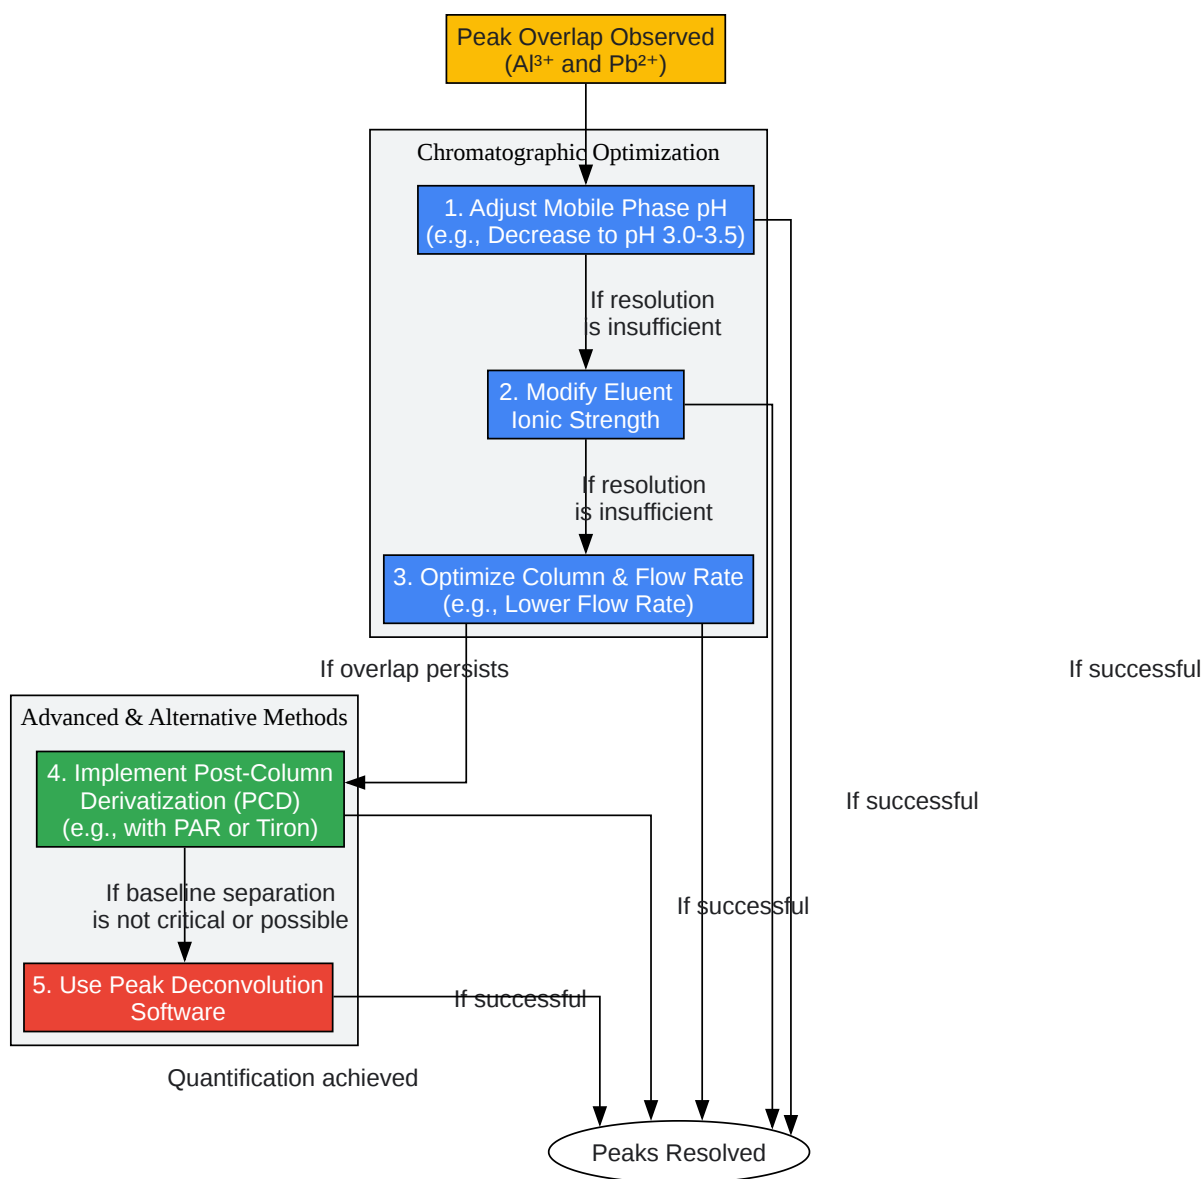 Peak Overlap Observed
(Al³⁺ and Pb²⁺)
Chromatographic Optimization
1. Adjust Mobile Phase pH
(e.g., Decrease to pH 3.0-3.5)
If resolution
is insufficient
2. Modify Eluent
Ionic Strength
If resolution
is insufficient
3. Optimize Column & Flow Rate
(e.g., Lower Flow Rate)
If overlap persists
If successful
Advanced & Alternative Methods
4. Implement Post-Column
Derivatization (PCD)
(e.g., with PAR or Tiron)
If successful
If baseline separation
is not critical or possible
If successful
5. Use Peak Deconvolution
Software
If successful
Quantification achieved
Peaks Resolved